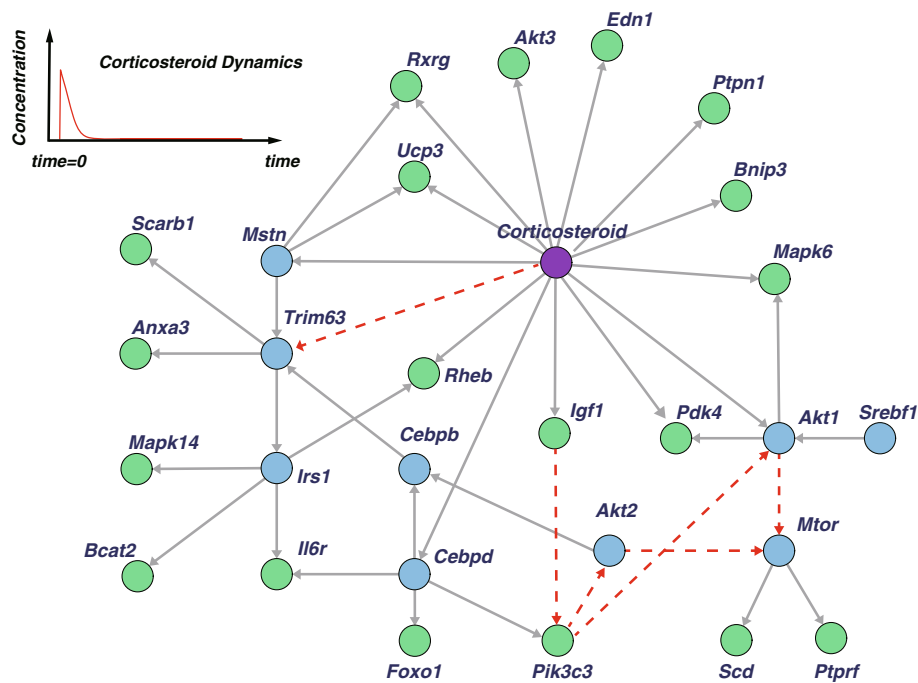 Concentration
Corticosteroid Dynamics
time=0
time
Edn1
Akt3
Rxrg
Ptpn1
Ucp3
Bnip3
Scarb1
Mstn
Corticosteroid
Mapk6
Trim63
Anxa3
Rheb
Igf1
Pdk4
Akt1
Srebf1
Mapk14
Cebpb
Irs1
Akt2
Mtor
Bcat2
Il6r
Cebpd
Foxo1
Pik3c3
Scd
Ptprf